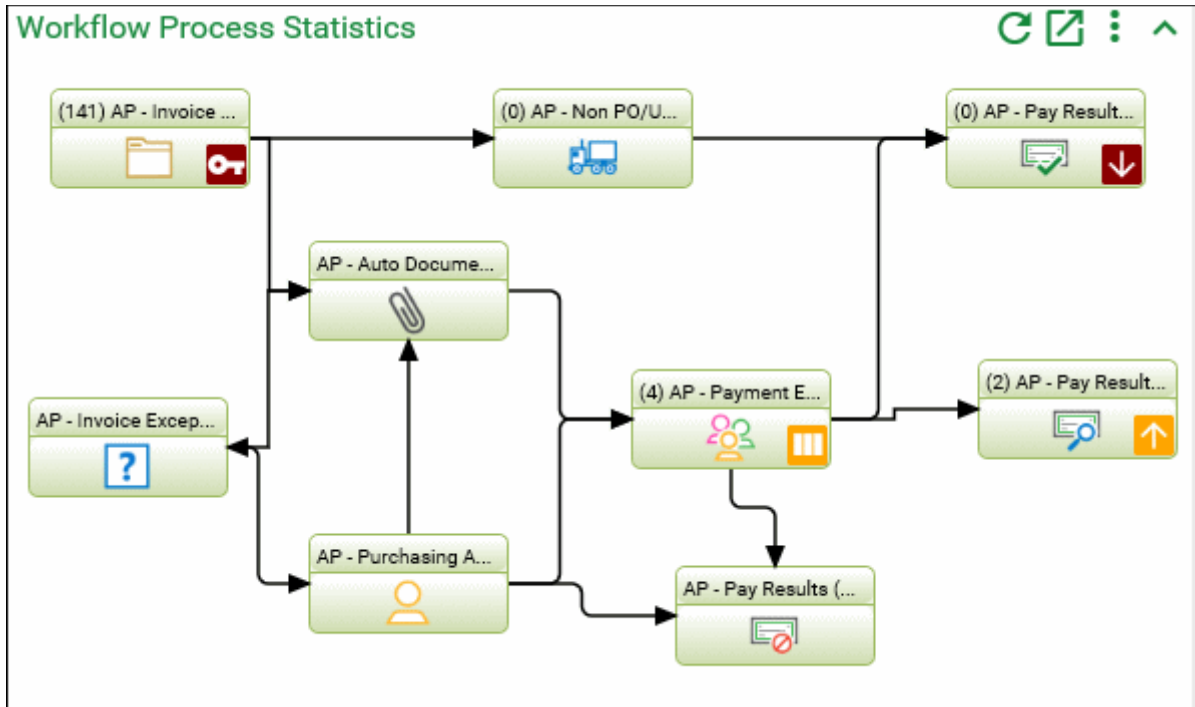 Workflow Process Statistics
(141) AP - Invoice ...
(0) AP - Non PO/U...
(0) AP - Pay Result...
AP - Auto Docume...
(2) AP - Pay Result...
(4) AP - Payment E...
AP - Invoice Excep...
?
AP - Purchasing A...
AP - Pay Results (...